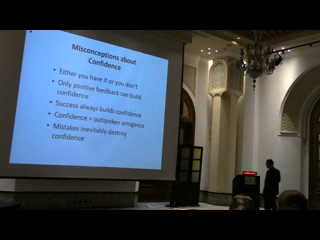 Misconceptions about
Confidence
• Either you have it or you don't
• Only positive feedback can build
confidence
• Success always builds confidence
• Confidence = outspoken arrogance
• Mistakes inevitably destroy
confidence